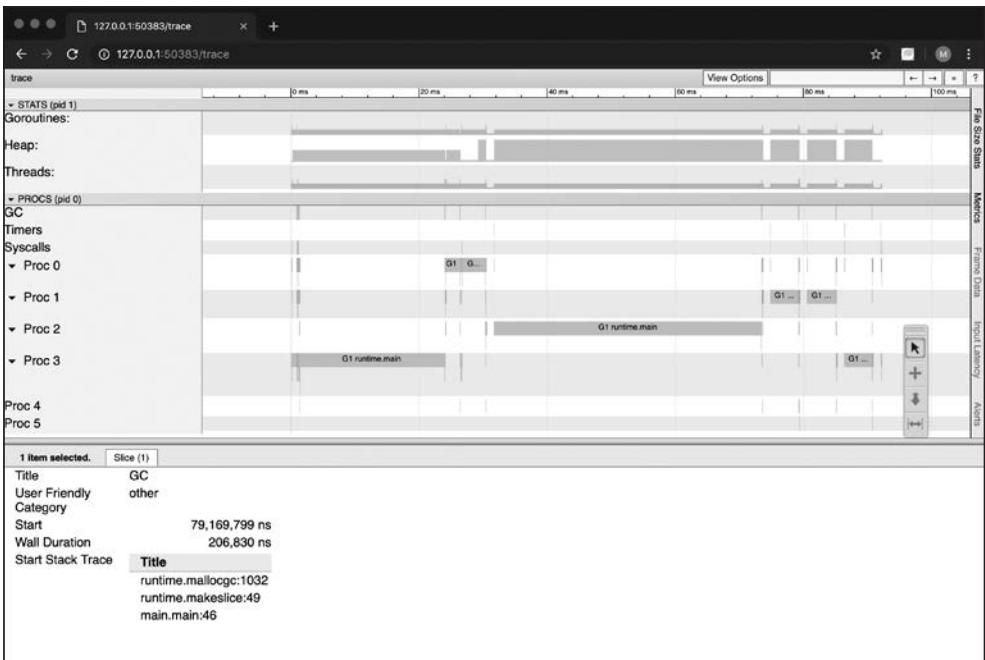 127.0.0.1:50383/trace × +
← → C 127.0.0.1:50383/trace M
trace View Options ← → » ?
0 ms 20 ms 40 ms 60 ms 80 ms 100 ms
STATS (pid 1)
Goroutines:
Heap:
Threads:
PROCS (pid 0)
GC
Timers
Syscalls
Proc 0 G1 G...
Proc 1 G1 ... G1 ...
Proc 2 G1 runtime.main
Proc 3 G1 runtime.main G1 ...
Proc 4
Proc 5
File Size Stats
Metrics
Frame Data
Input Latency
Alerts
1 item selected. Slice (1)
Title GC
User Friendly other
Category
Start 79,169,799 ns
Wall Duration 206,830 ns
Start Stack Trace Title
runtime.mallocgc:1032
runtime.makeslice:49
main.main:46